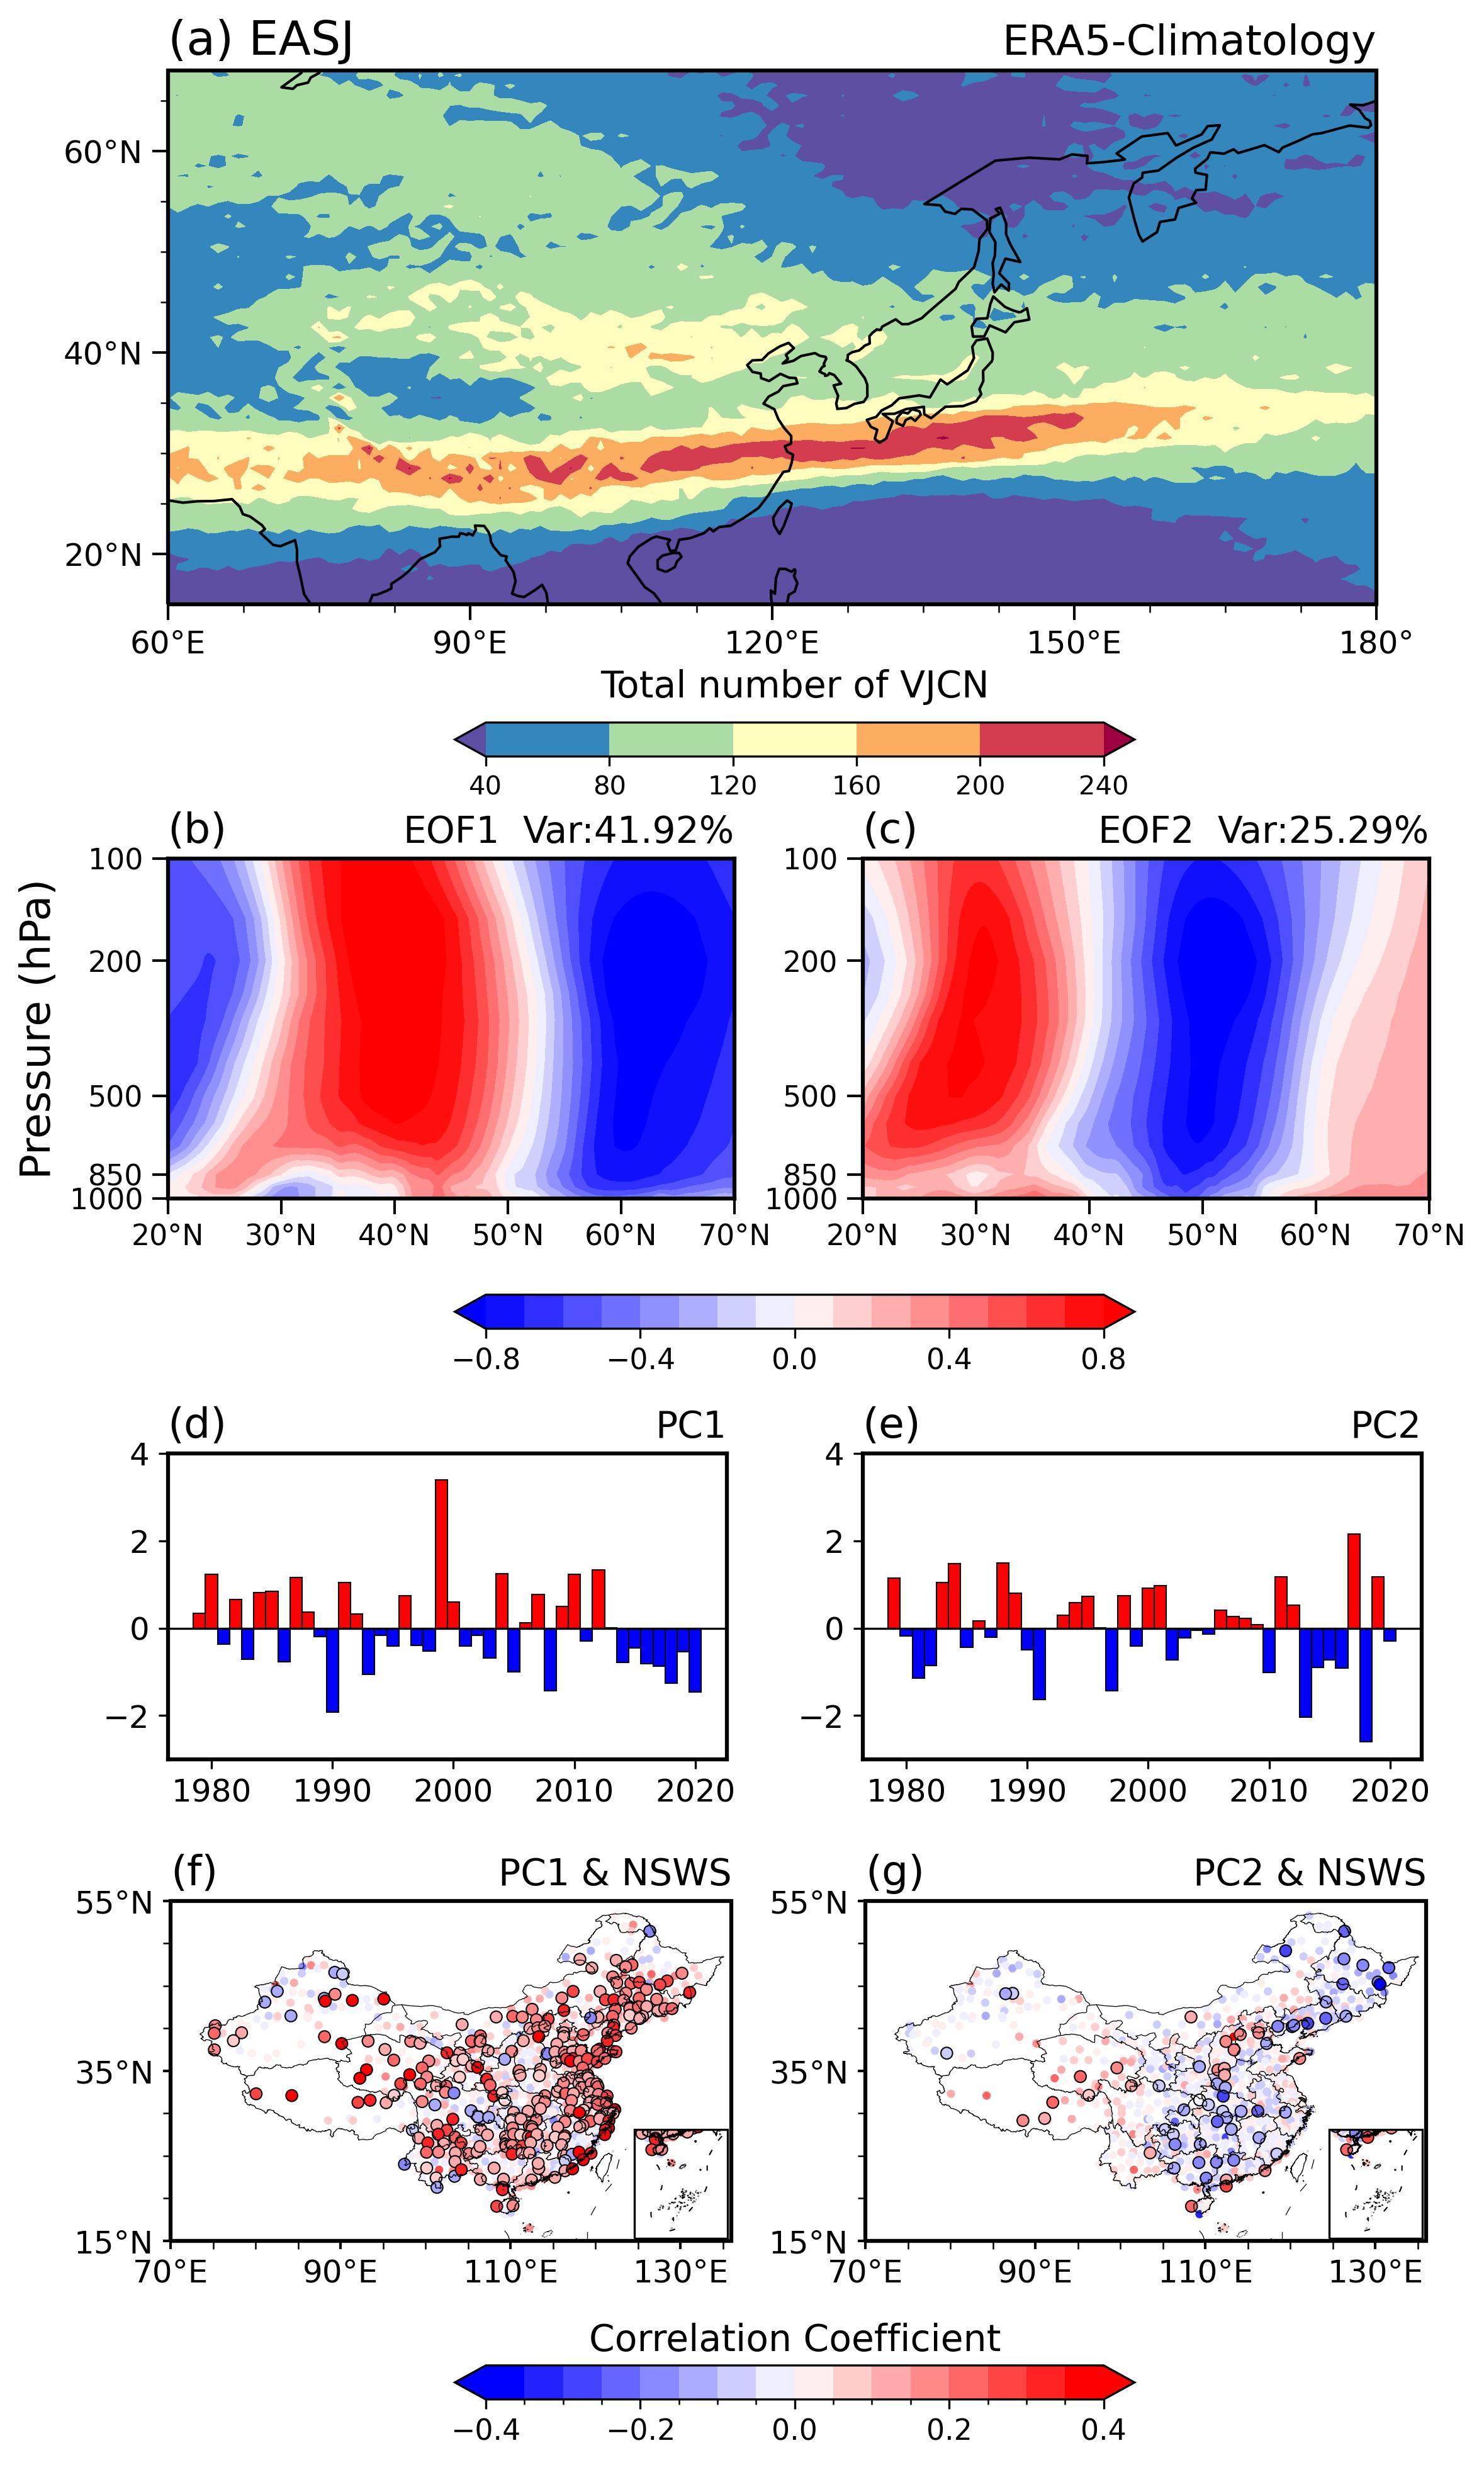 (a) EASJ ERA5-Climatology
60°N
40°N
20°N
60°E 90°E 120°E 150°E 180°
Total number of VJCN
40 80 120 160 200 240
(b) EOF1 Var:41.92% (c) EOF2 Var:25.29%
Pressure (hPa)
100 100
200 200
500 500
850 850
1000 1000
20°N 30°N 40°N 50°N 60°N 70°N 20°N 30°N 40°N 50°N 60°N 70°N
−0.8 −0.4 0.0 0.4 0.8
(d) PC1 (e) PC2
4 4
2 2
0 0
−2 −2
1980 1990 2000 2010 2020 1980 1990 2000 2010 2020
(f) PC1 & NSWS (g) PC2 & NSWS
55°N 55°N
35°N 35°N
15°N 15°N
70°E 90°E 110°E 130°E 70°E 90°E 110°E 130°E
Correlation Coefficient
−0.4 −0.2 0.0 0.2 0.4